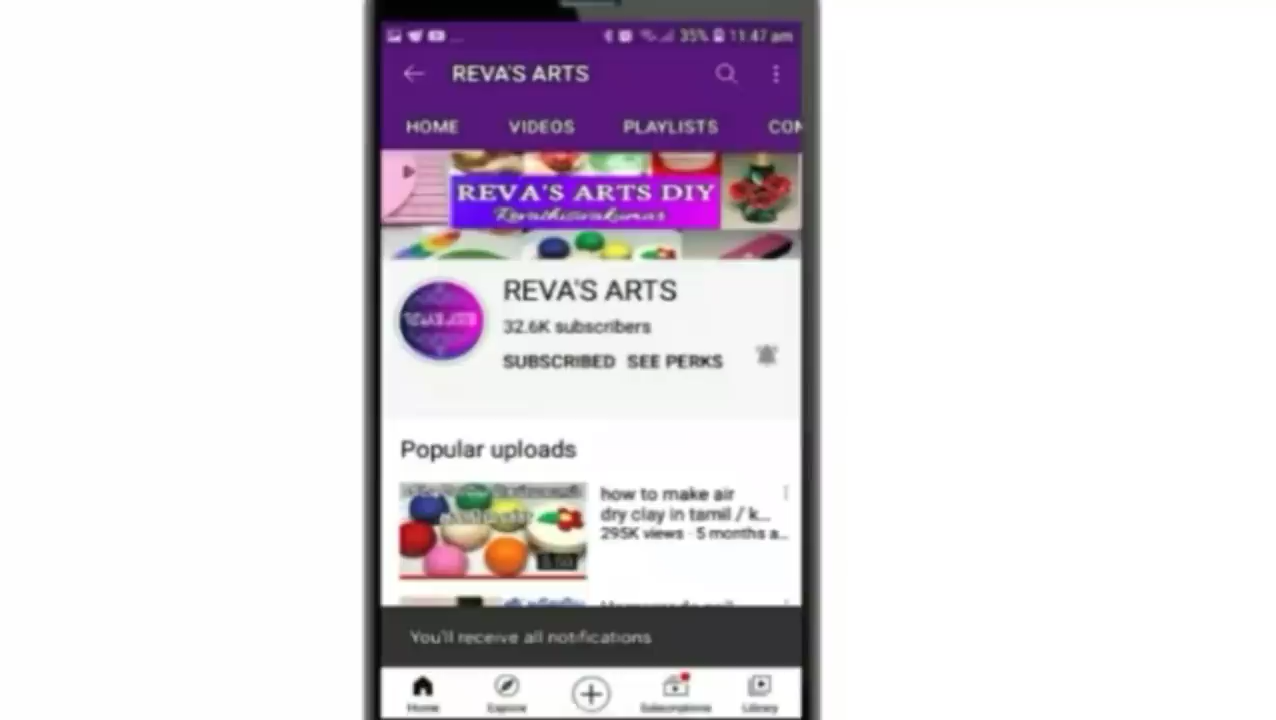 35% 11:47 am
REVA'S ARTS
HOME VIDEOS PLAYLISTS CON
REVA'S ARTS DIY
Revathisivakumar
REVA'S ARTS
32.6K subscribers
SUBSCRIBED SEE PERKS
Popular uploads
how to make air
dry clay in tamil / k...
295K views · 5 months a...
You'll receive all notifications
Home Explore Subscriptions Library